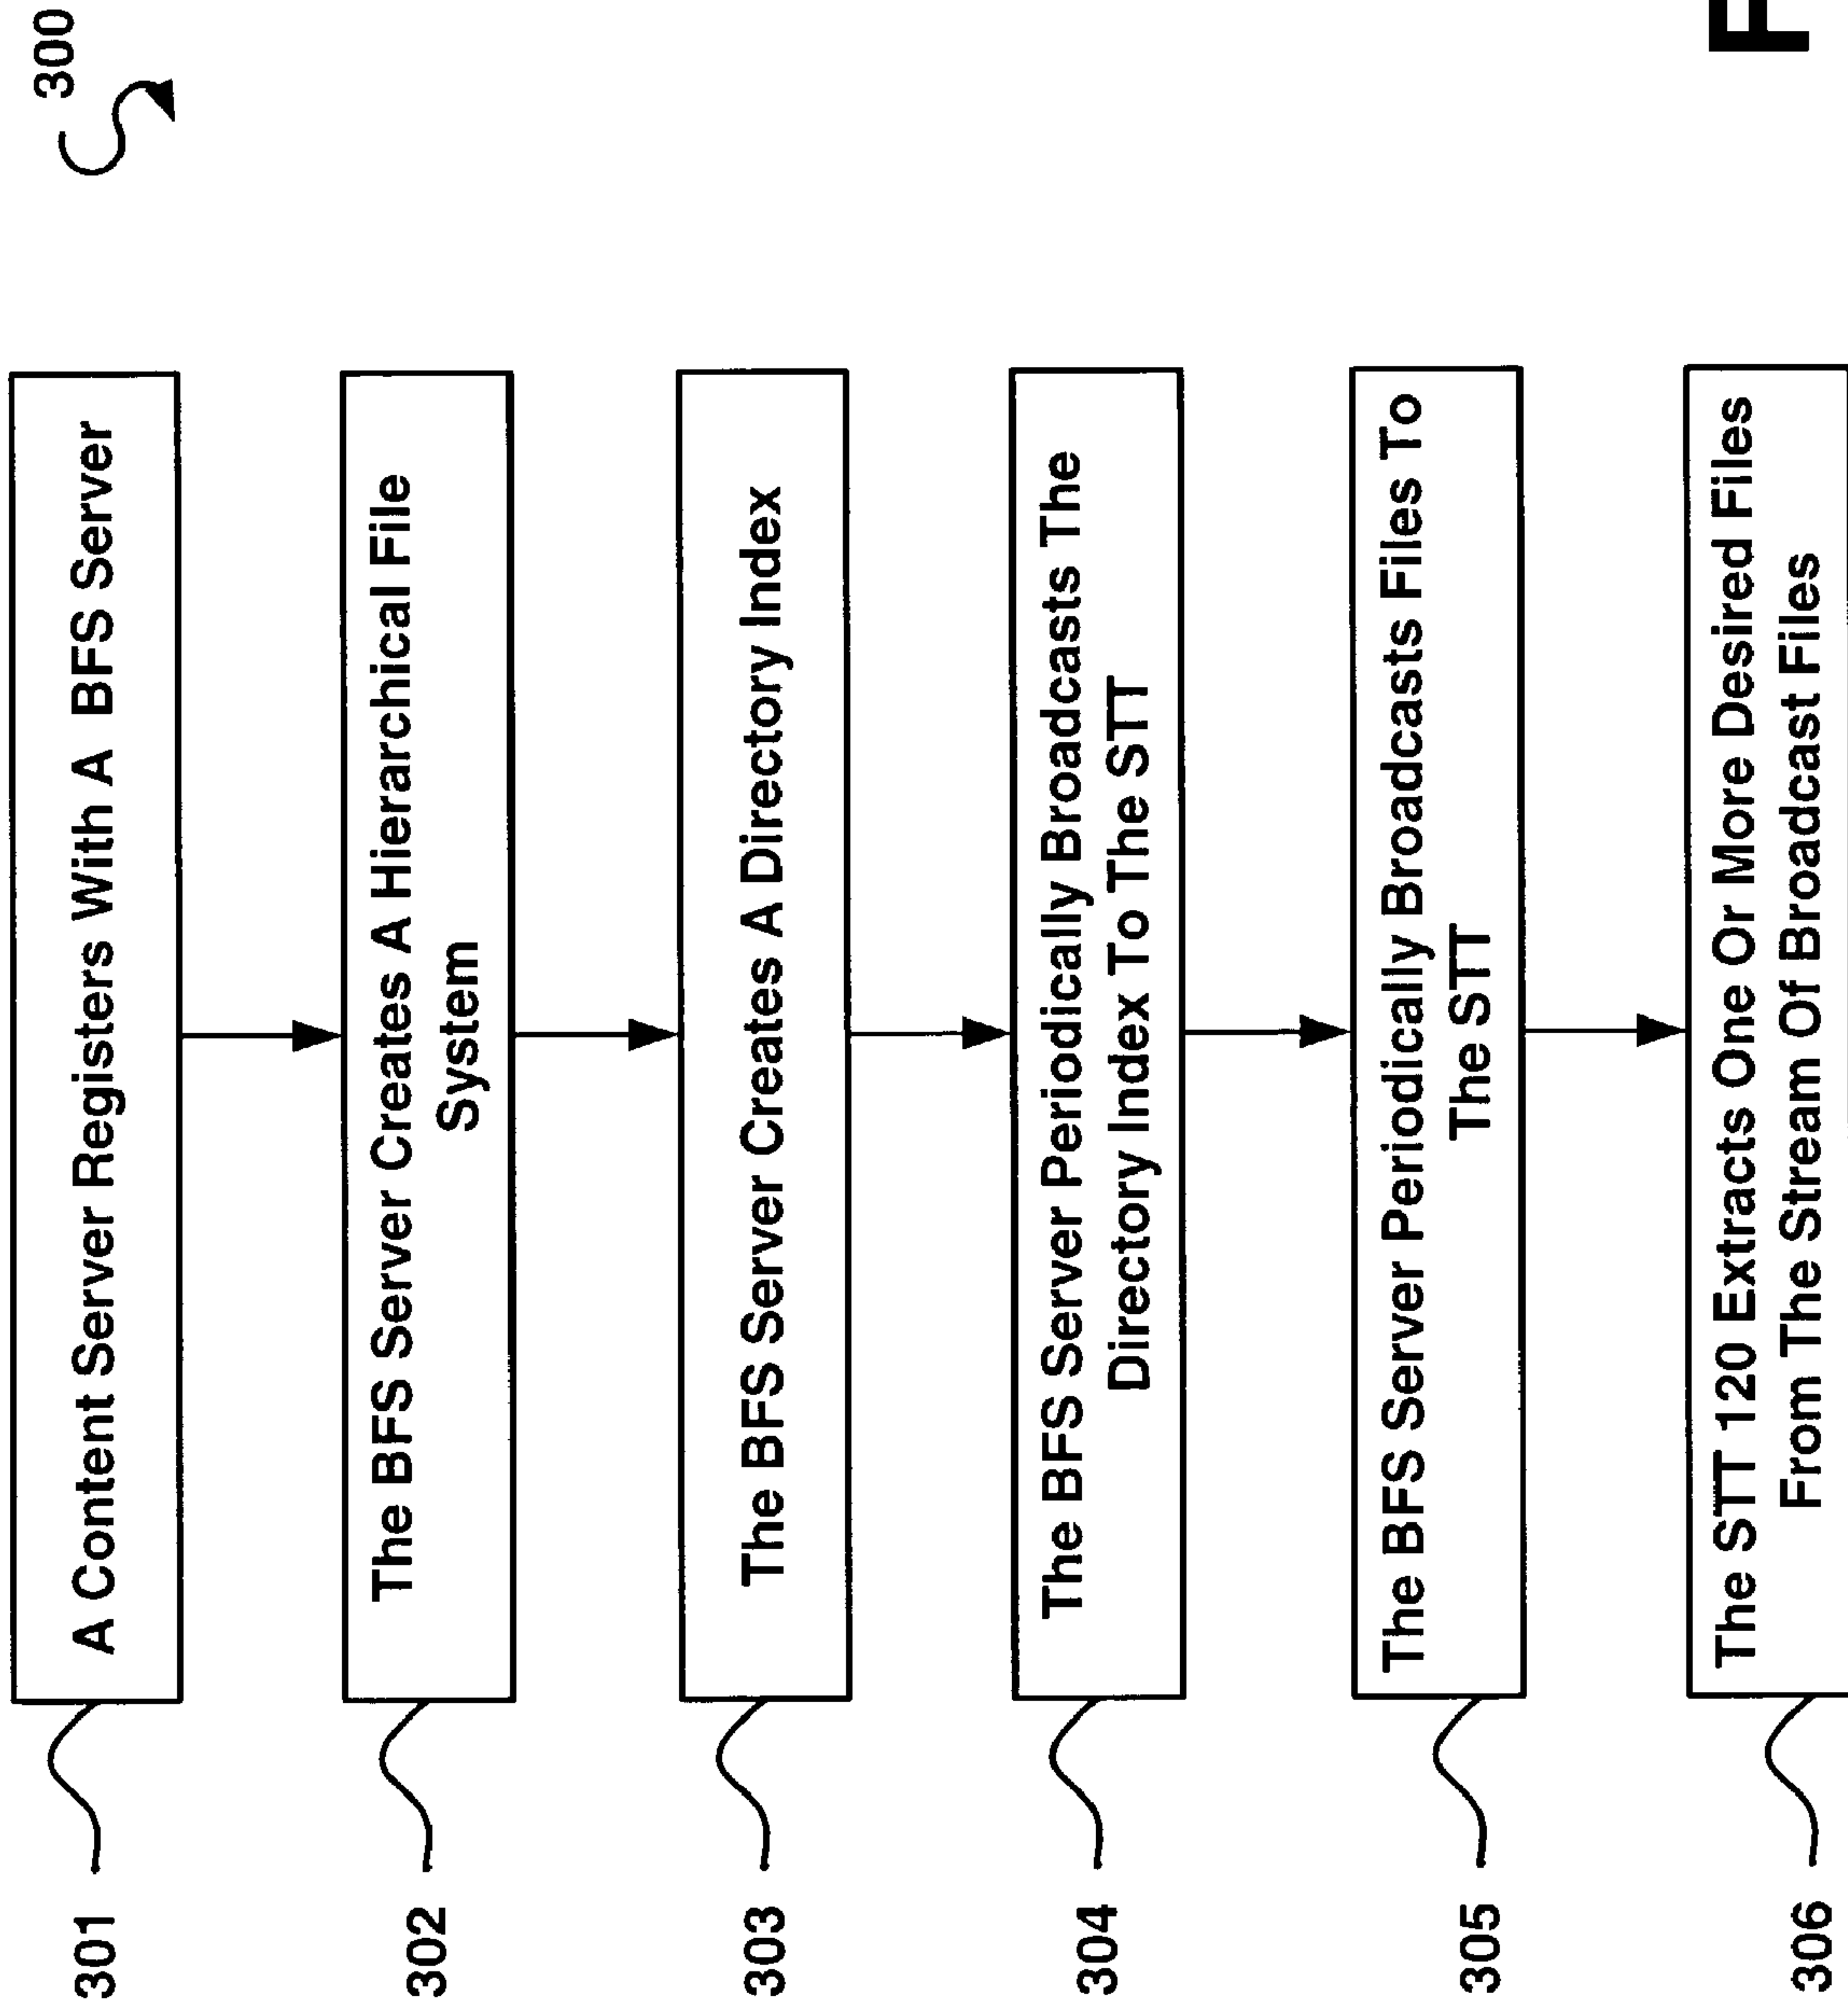 300
301
A Content Server Registers With A BFS Server
302
The BFS Server Creates A Hierarchical File
System
303
The BFS Server Creates A Directory Index
304
The BFS Server Periodically Broadcasts The
Directory Index To The STT
305
The BFS Server Periodically Broadcasts Files To
The STT
306
The STT 120 Extracts One Or More Desired Files
From The Stream Of Broadcast Files